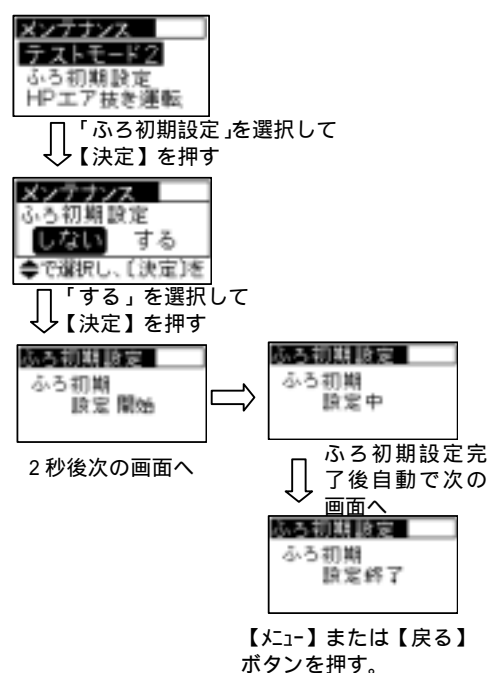 メンテナンス
テストモード2
ふろ初期設定
HPエア抜き運転
「ふろ初期設定」を選択して
【決定】を押す
メンテナンス
ふろ初期設定
しない する
◆で選択し、[決定]を
「する」を選択して
【決定】を押す
ふろ初期設定
ふろ初期
設定開始
2秒後次の画面へ
ふろ初期設定
ふろ初期
設定中
ふろ初期設定完
了後自動で次の
画面へ
ふろ初期設定
ふろ初期
設定終了
【メニュー】または【戻る】
ボタンを押す。